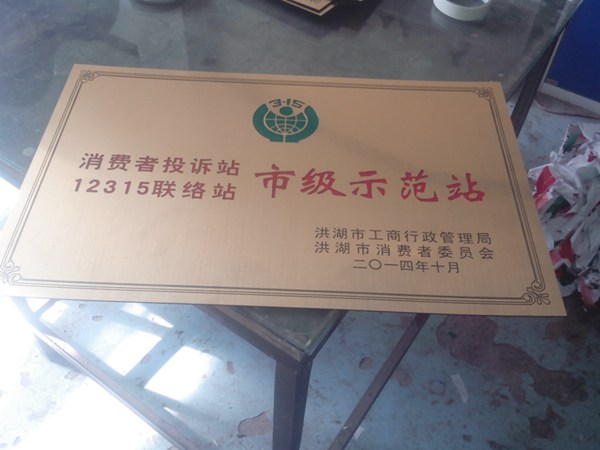 3·15
消费者投诉站
12315联络站
市级示范站
洪湖市工商行政管理局
洪湖市消费者委员会
二〇一四年十月